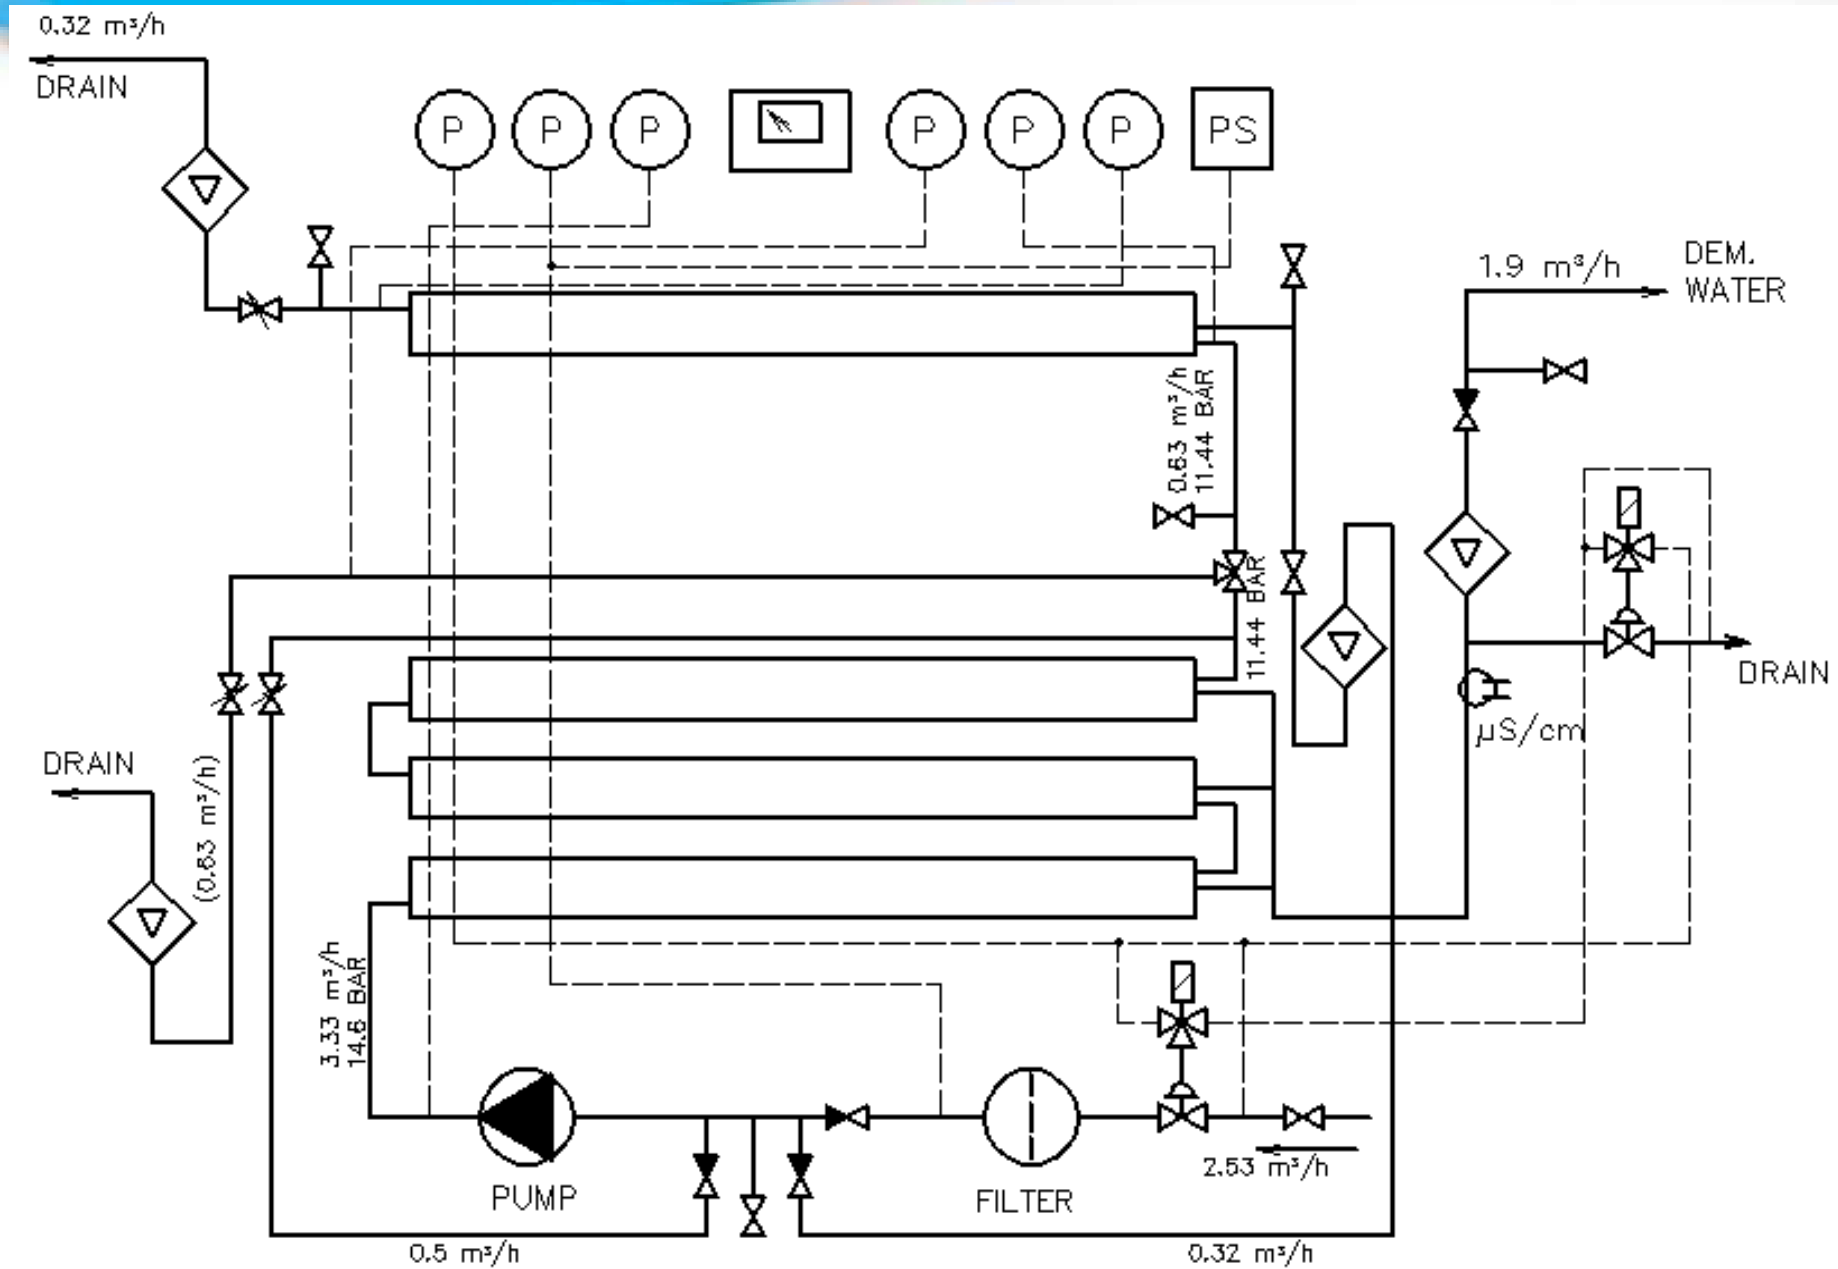 0.32 m³/h
DRAIN
P
P
P
P
P
P
PS
1.9 m³/h
DEM.
WATER
0.63 m³/h
11.44 BAR
11.44 BAR
DRAIN
µS/cm
DRAIN
(0.63 m³/h)
3.33 m³/h
14.6 BAR
PUMP
FILTER
2.53 m³/h
0.5 m³/h
0.32 m³/h